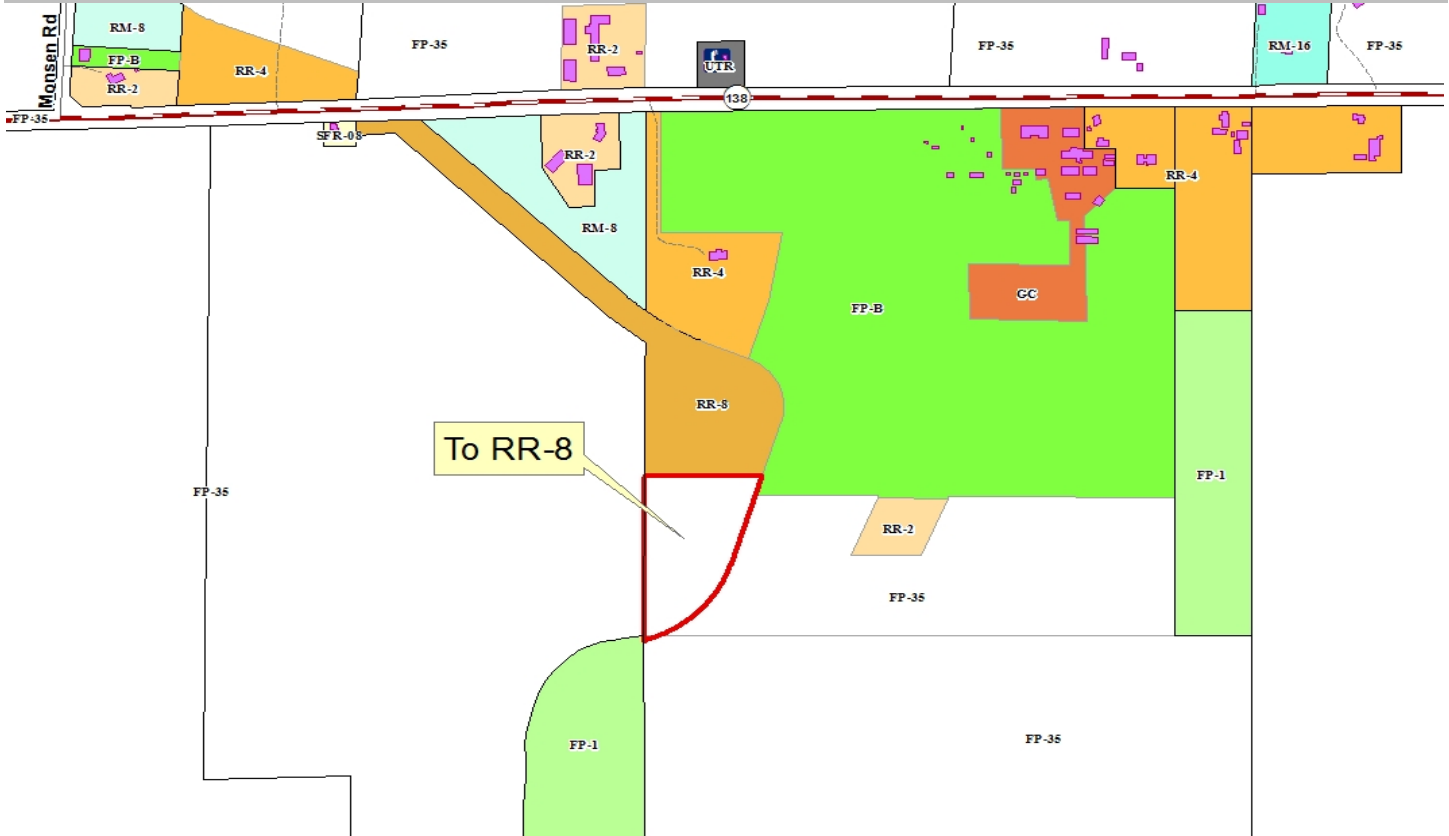 Monsen Rd
RM-8
FP-B
RR-2
RR-4
FP-35
RR-2
UTR
FP-35
RM-16
FP-35
138
FP-35
SFR-08
RR-2
RM-8
RR-4
RR-4
GC
FP-B
RR-8
To RR-8
FP-35
FP-1
RR-2
FP-35
FP-1
FP-35